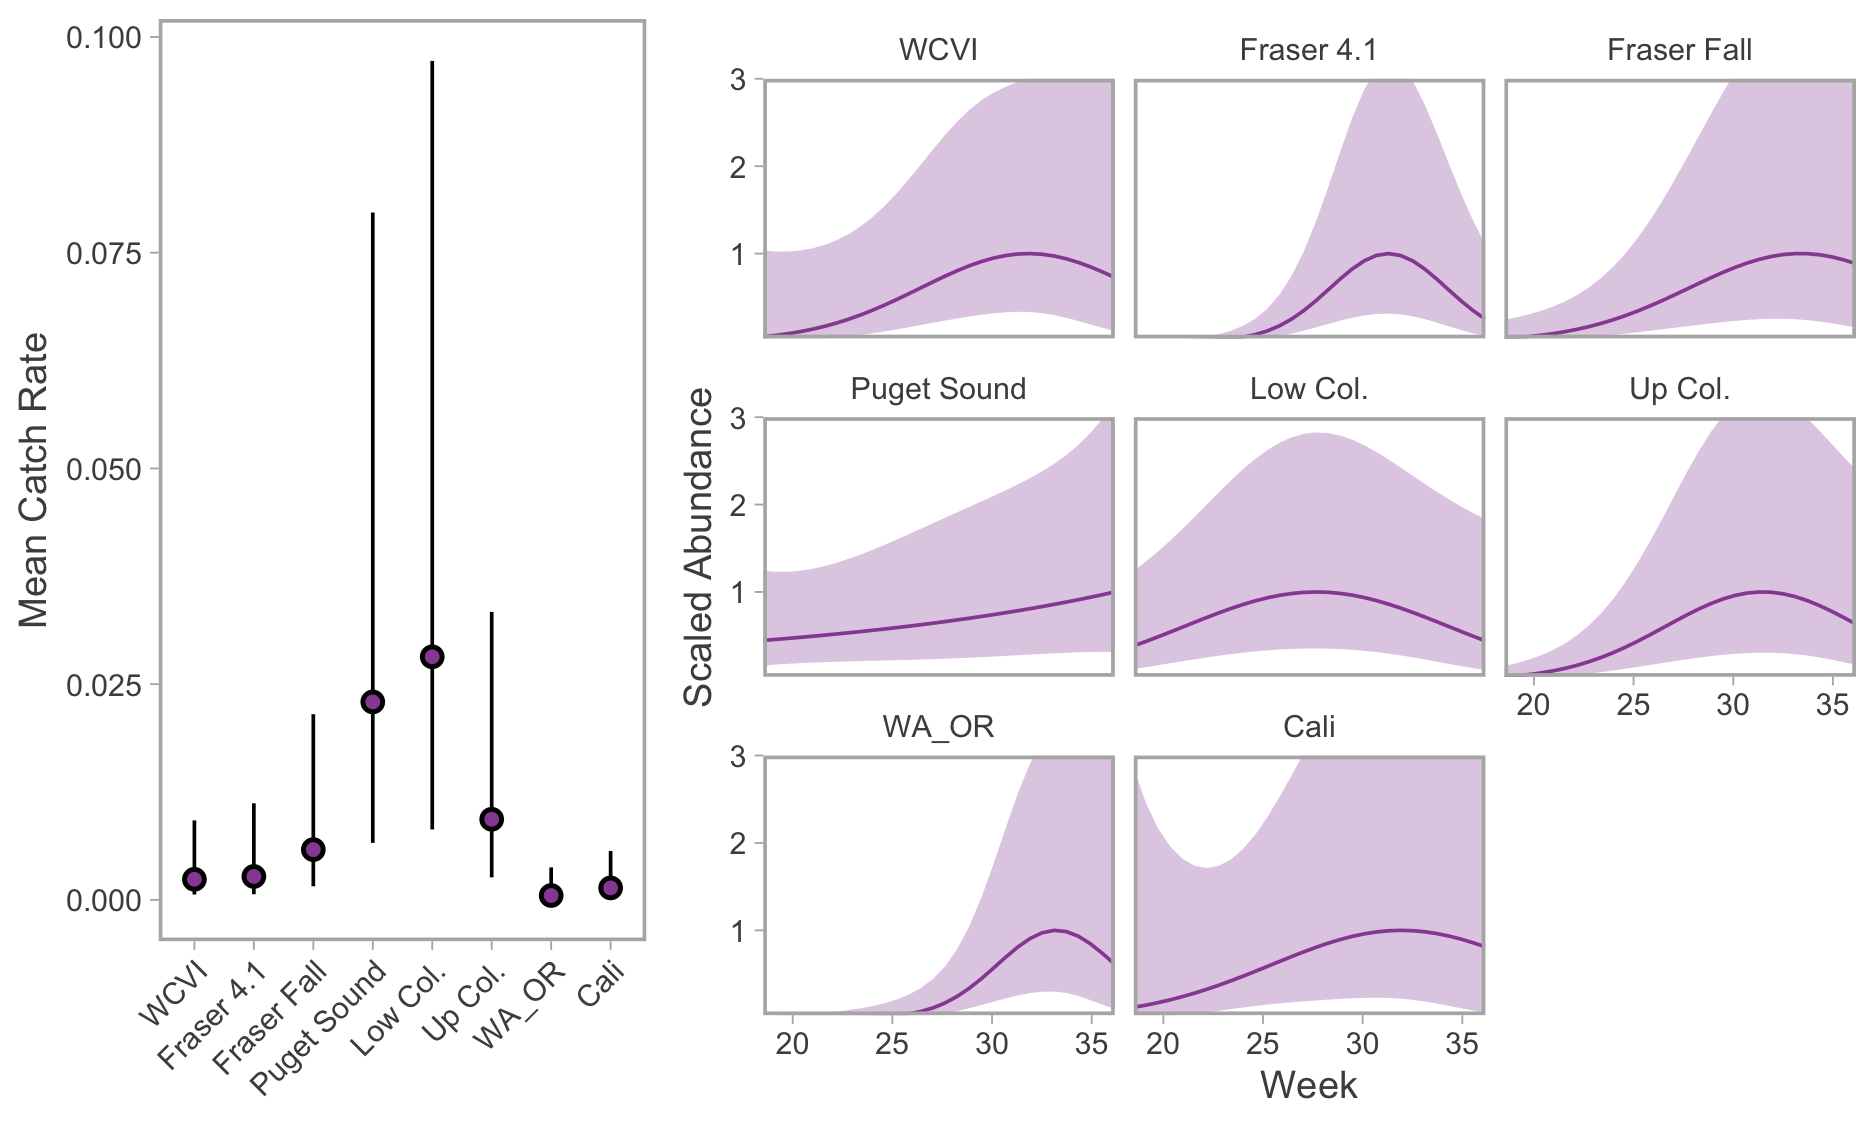 Mean Catch Rate
0.100
0.075
0.050
0.025
0.000
WCVI
Fraser 4.1
Fraser Fall
Puget Sound
Low Col.
Up Col.
WA_OR
Cali
Scaled Abundance
WCVI
Fraser 4.1
Fraser Fall
3
2
1
Puget Sound
Low Col.
Up Col.
3
2
1
20 25 30 35
WA_OR
Cali
3
2
1
20 25 30 35
20 25 30 35
Week